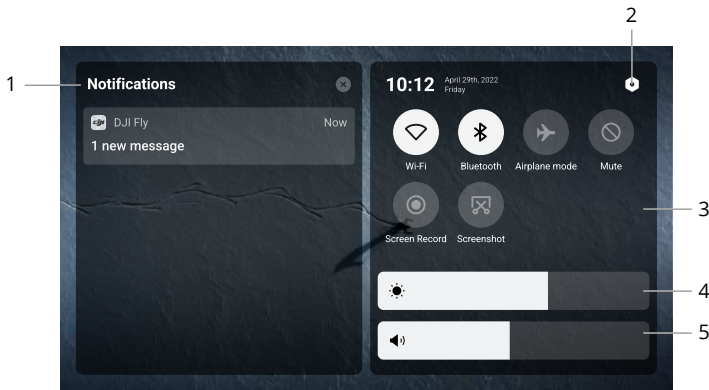 2
1
Notifications
DJI Fly Now
1 new message
10:12
April 29th, 2022
Friday
Wi-Fi Bluetooth Airplane mode Mute
Screen Record Screenshot
3
4
5